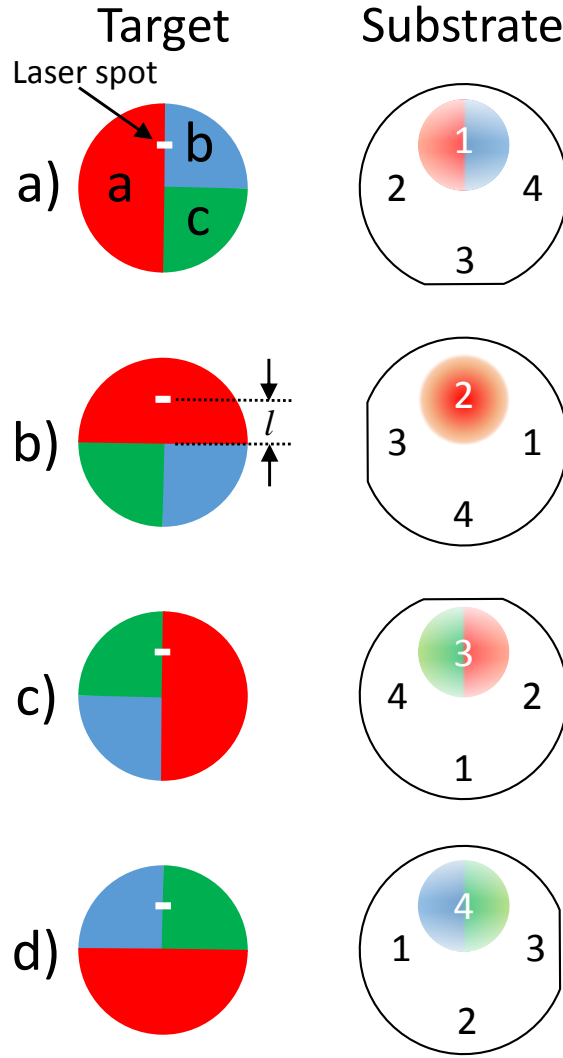 Target Substrate
Laser spot
a) a b c 1 2 4 3
b) l 2 3 1 4
c) 3 4 2 1
d) 4 1 3 2